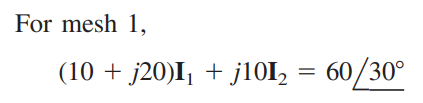 For mesh 1,
(10 + j20)I₁ + j10I₂ = 60∠30°